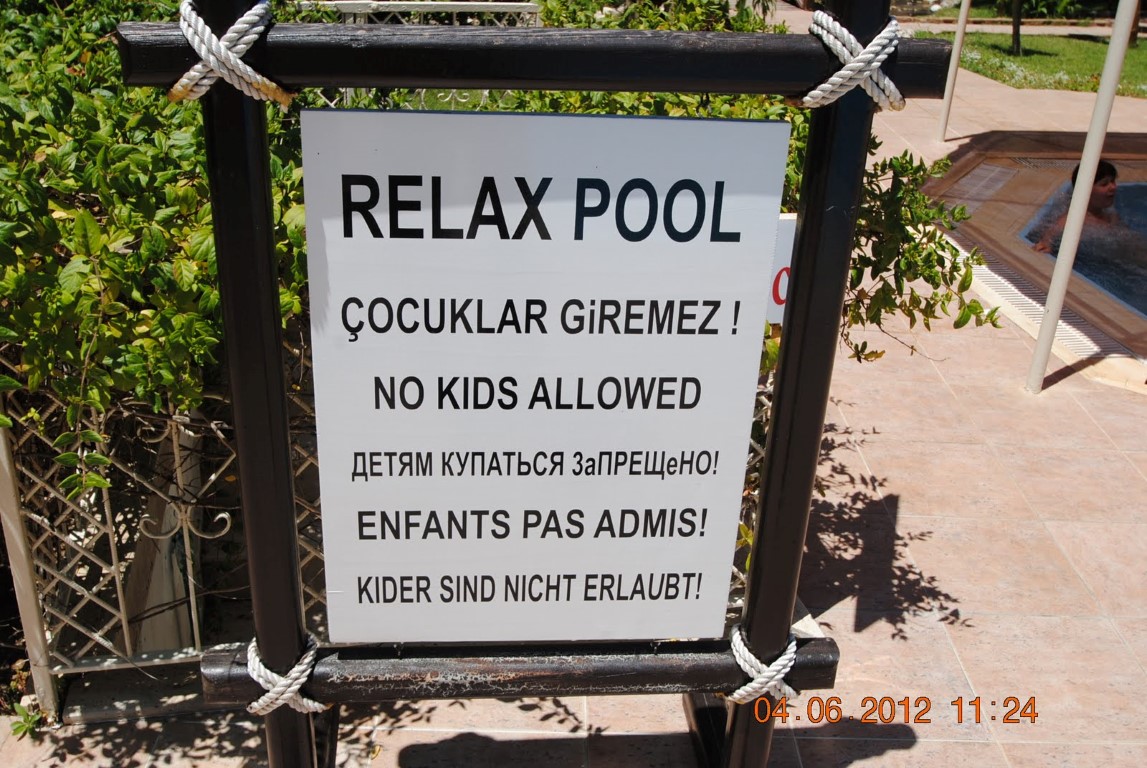 RELAX POOL
ÇOCUKLAR GiREMEZ !
NO KIDS ALLOWED
ДЕТЯМ КУПАТЬСЯ ЗаПРЕЩеНО!
ENFANTS PAS ADMIS!
KIDER SIND NICHT ERLAUBT!
04.06.2012 11:24